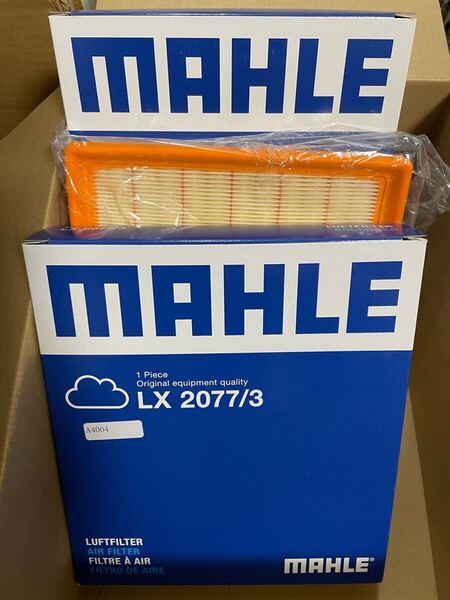 MAHLE
LUFTFILTER
MAHLE
1 Piece
Original equipment quality
LX 2077/3
A4004
LUFTFILTER
AIR FILTER
FILTRE À AIR
FILTRO DE AIRE
MAHLE®